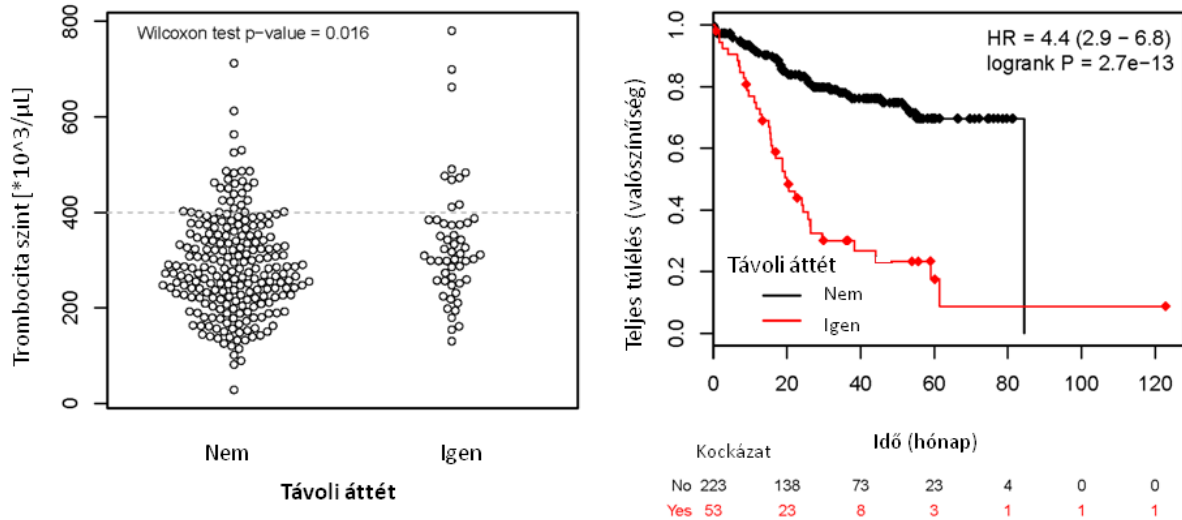 Trombocita szint [*10^3/µL]
800
600
400
200
0
Wilcoxon test p-value = 0.016
Nem
Igen
Távoli áttét
Teljes túlélés (valószínűség)
1.0
0.8
0.6
0.4
0.2
0.0
HR = 4.4 (2.9 − 6.8)
logrank P = 2.7e−13
Távoli áttét
Nem
Igen
0 20 40 60 80 100 120
Idő (hónap)
Kockázat
No 223 138 73 23 4 0 0
Yes 53 23 8 3 1 1 1